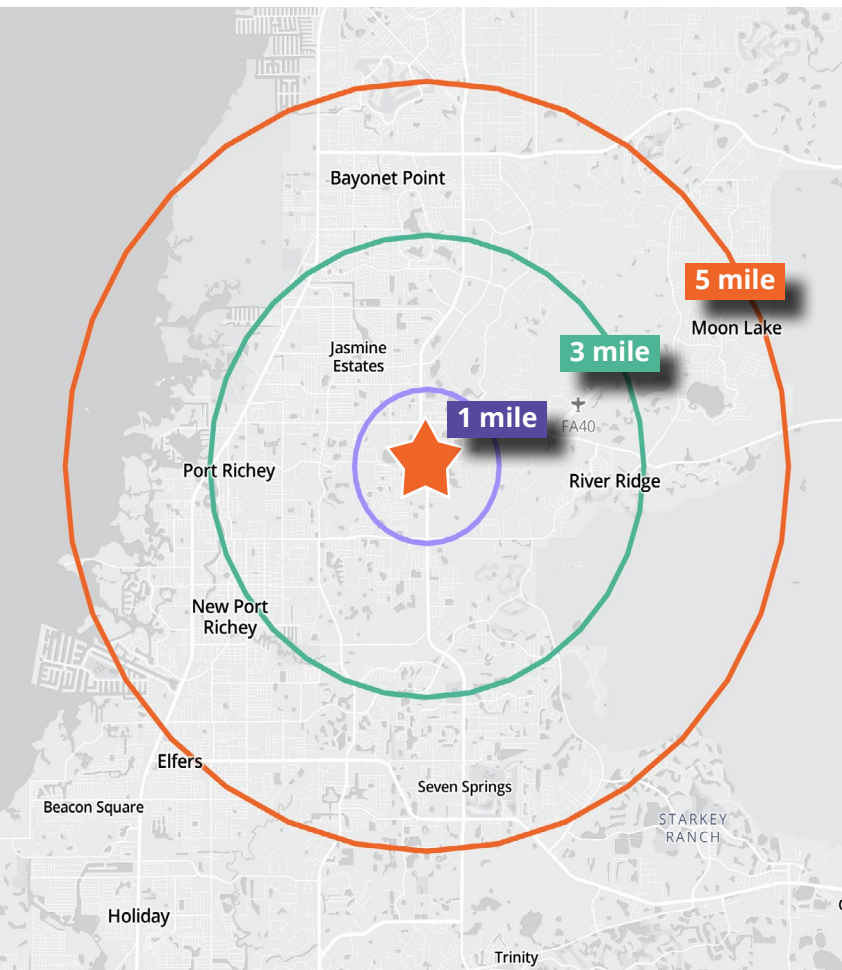 Bayonet Point
5 mile
Moon Lake
Jasmine
Estates
3 mile
1 mile
FA40
Port Richey
River Ridge
New Port
Richey
Elfers
Seven Springs
Beacon Square
STARKEY
RANCH
Holiday
Trinity